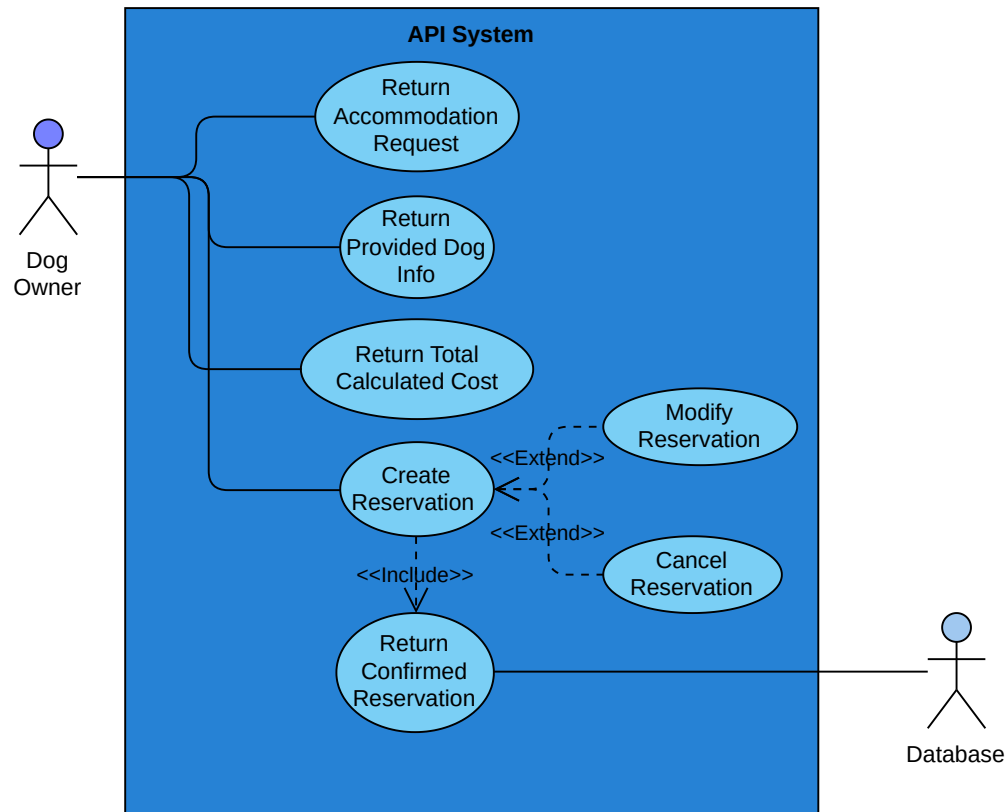 API System
Return
Accommodation
Request
Dog
Owner
Return
Provided Dog
Info
Return Total
Calculated Cost
Modify
Reservation
<<Extend>>
Create
Reservation
<<Extend>>
Cancel
Reservation
<<Include>>
Return
Confirmed
Reservation
Database